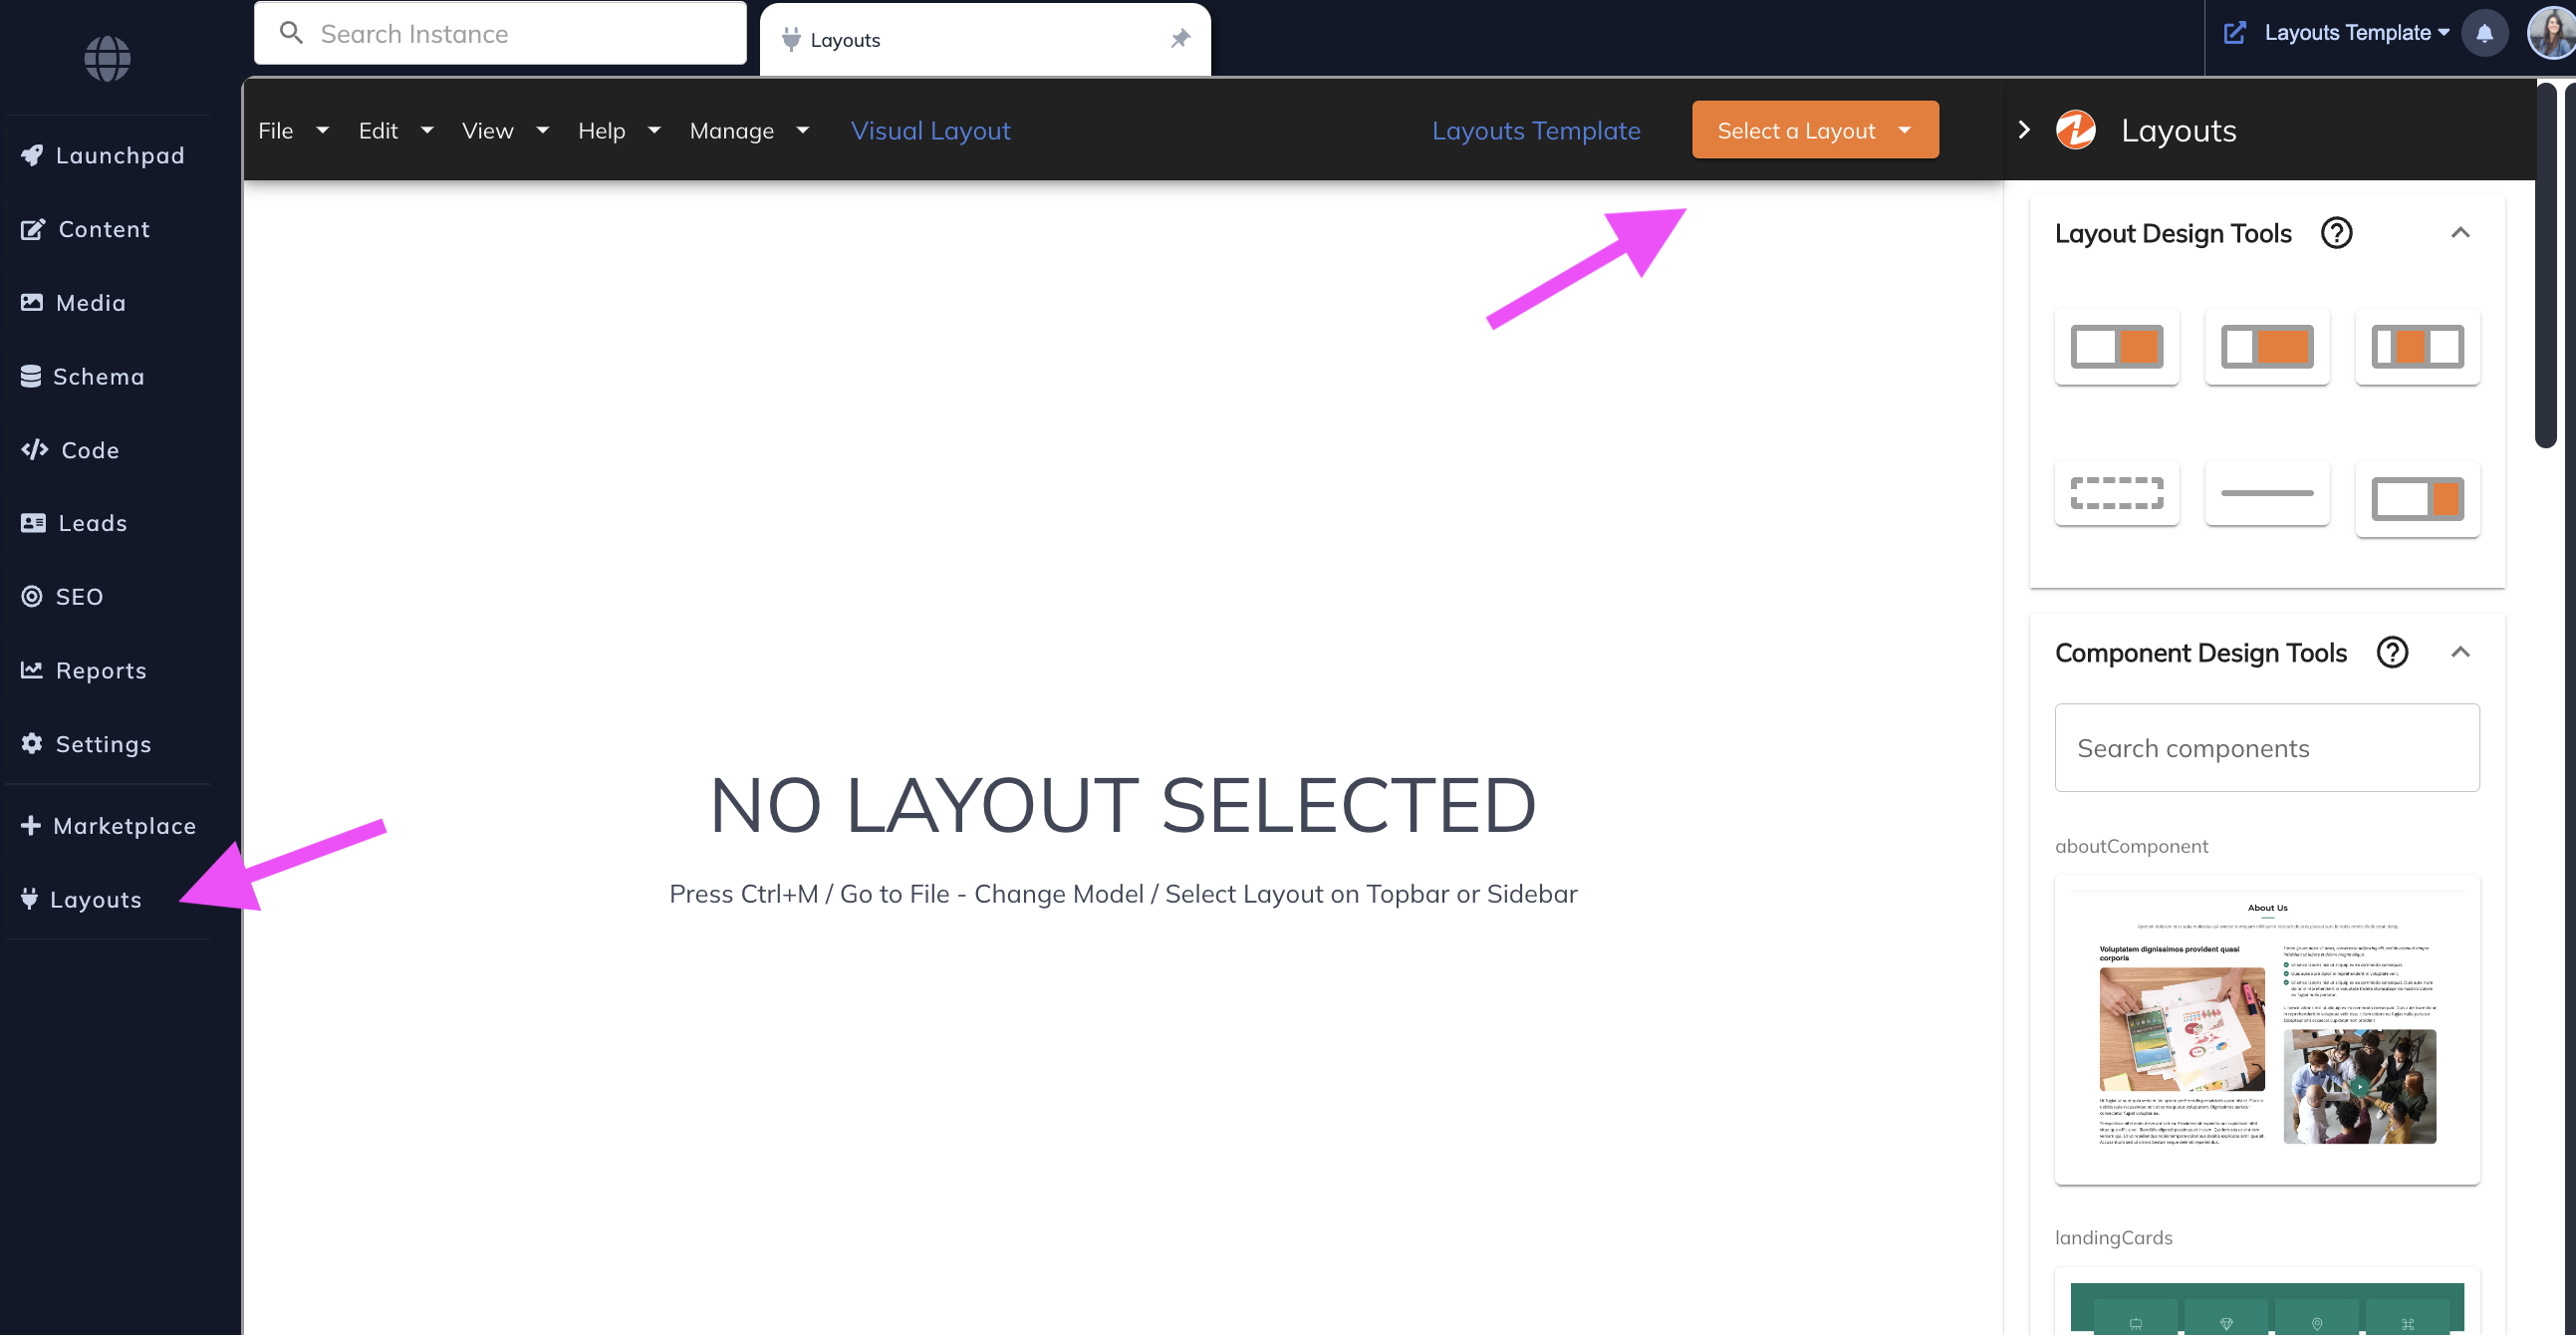 Search Instance
Layouts
Layouts Template
Launchpad
Content
Media
Schema
Code
Leads
SEO
Reports
Settings
Marketplace
Layouts
File Edit View Help Manage Visual Layout Layouts Template Select a Layout
Layouts
NO LAYOUT SELECTED
Press Ctrl+M / Go to File - Change Model / Select Layout on Topbar or Sidebar
Layout Design Tools
Component Design Tools
Search components
aboutComponent
About Us
Voluptatem dignissimos provident quasi
corporis
landingCards